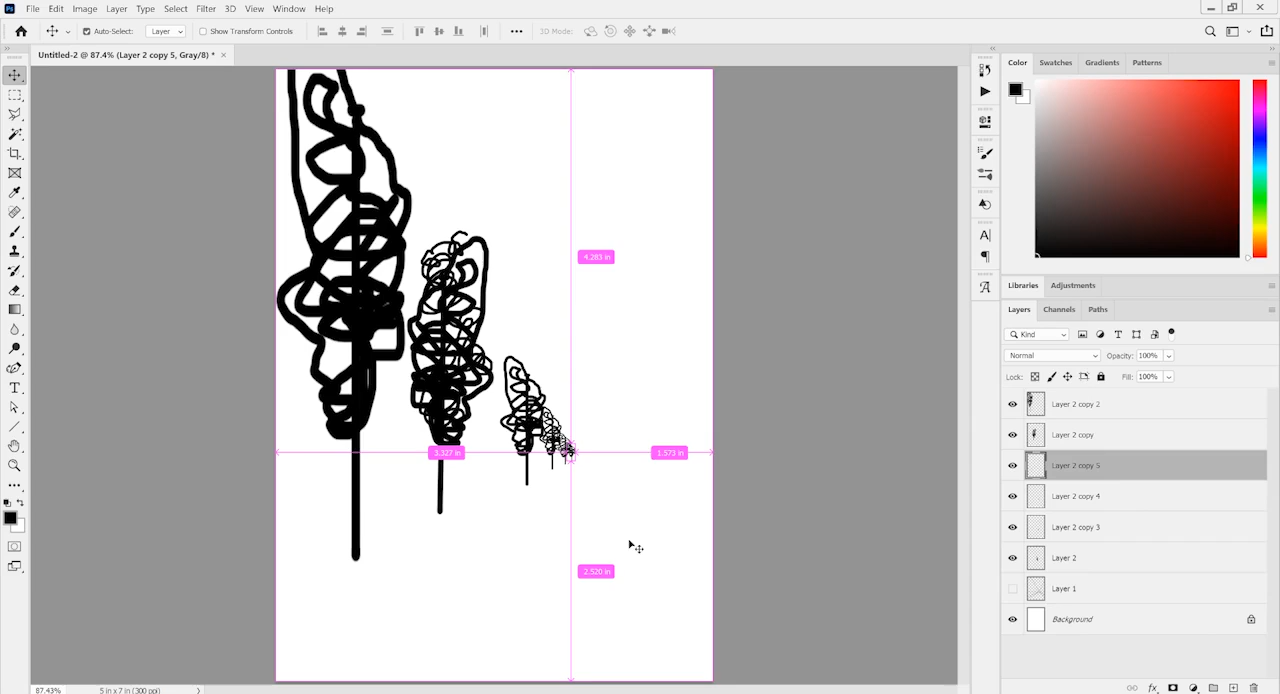 Ps File Edit Image Layer Type Select Filter 3D View Window Help
Auto-Select: Layer Show Transform Controls 3D Mode:
Untitled-2 @ 87.4% (Layer 2 copy 5, Gray/8) *
Color Swatches Gradients Patterns
4.283 in
3.327 in
1.573 in
2.520 in
Libraries Adjustments
Layers Channels Paths
Kind
Normal Opacity: 100%
Lock: Fill: 100%
Layer 2 copy 2
Layer 2 copy
Layer 2 copy 5
Layer 2 copy 4
Layer 2 copy 3
Layer 2
Layer 1
Background
87.43% 5 in x 7 in (300 ppi)